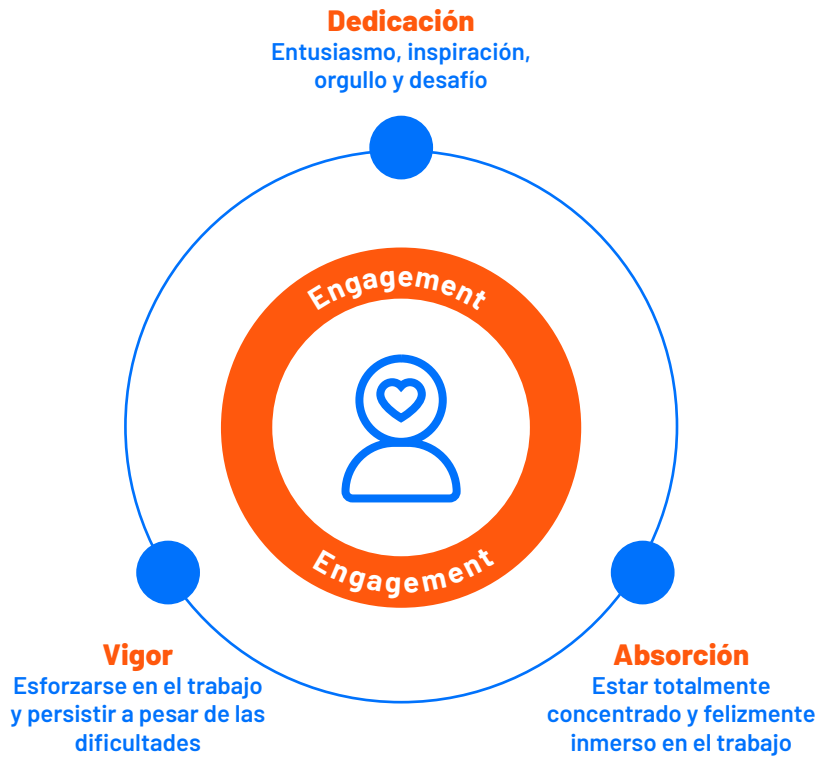 Dedicación
Entusiasmo, inspiración,
orgullo y desafío
Engagement
Engagement
Vigor
Esforzarse en el trabajo
y persistir a pesar de las
dificultades
Absorción
Estar totalmente
concentrado y felizmente
inmerso en el trabajo